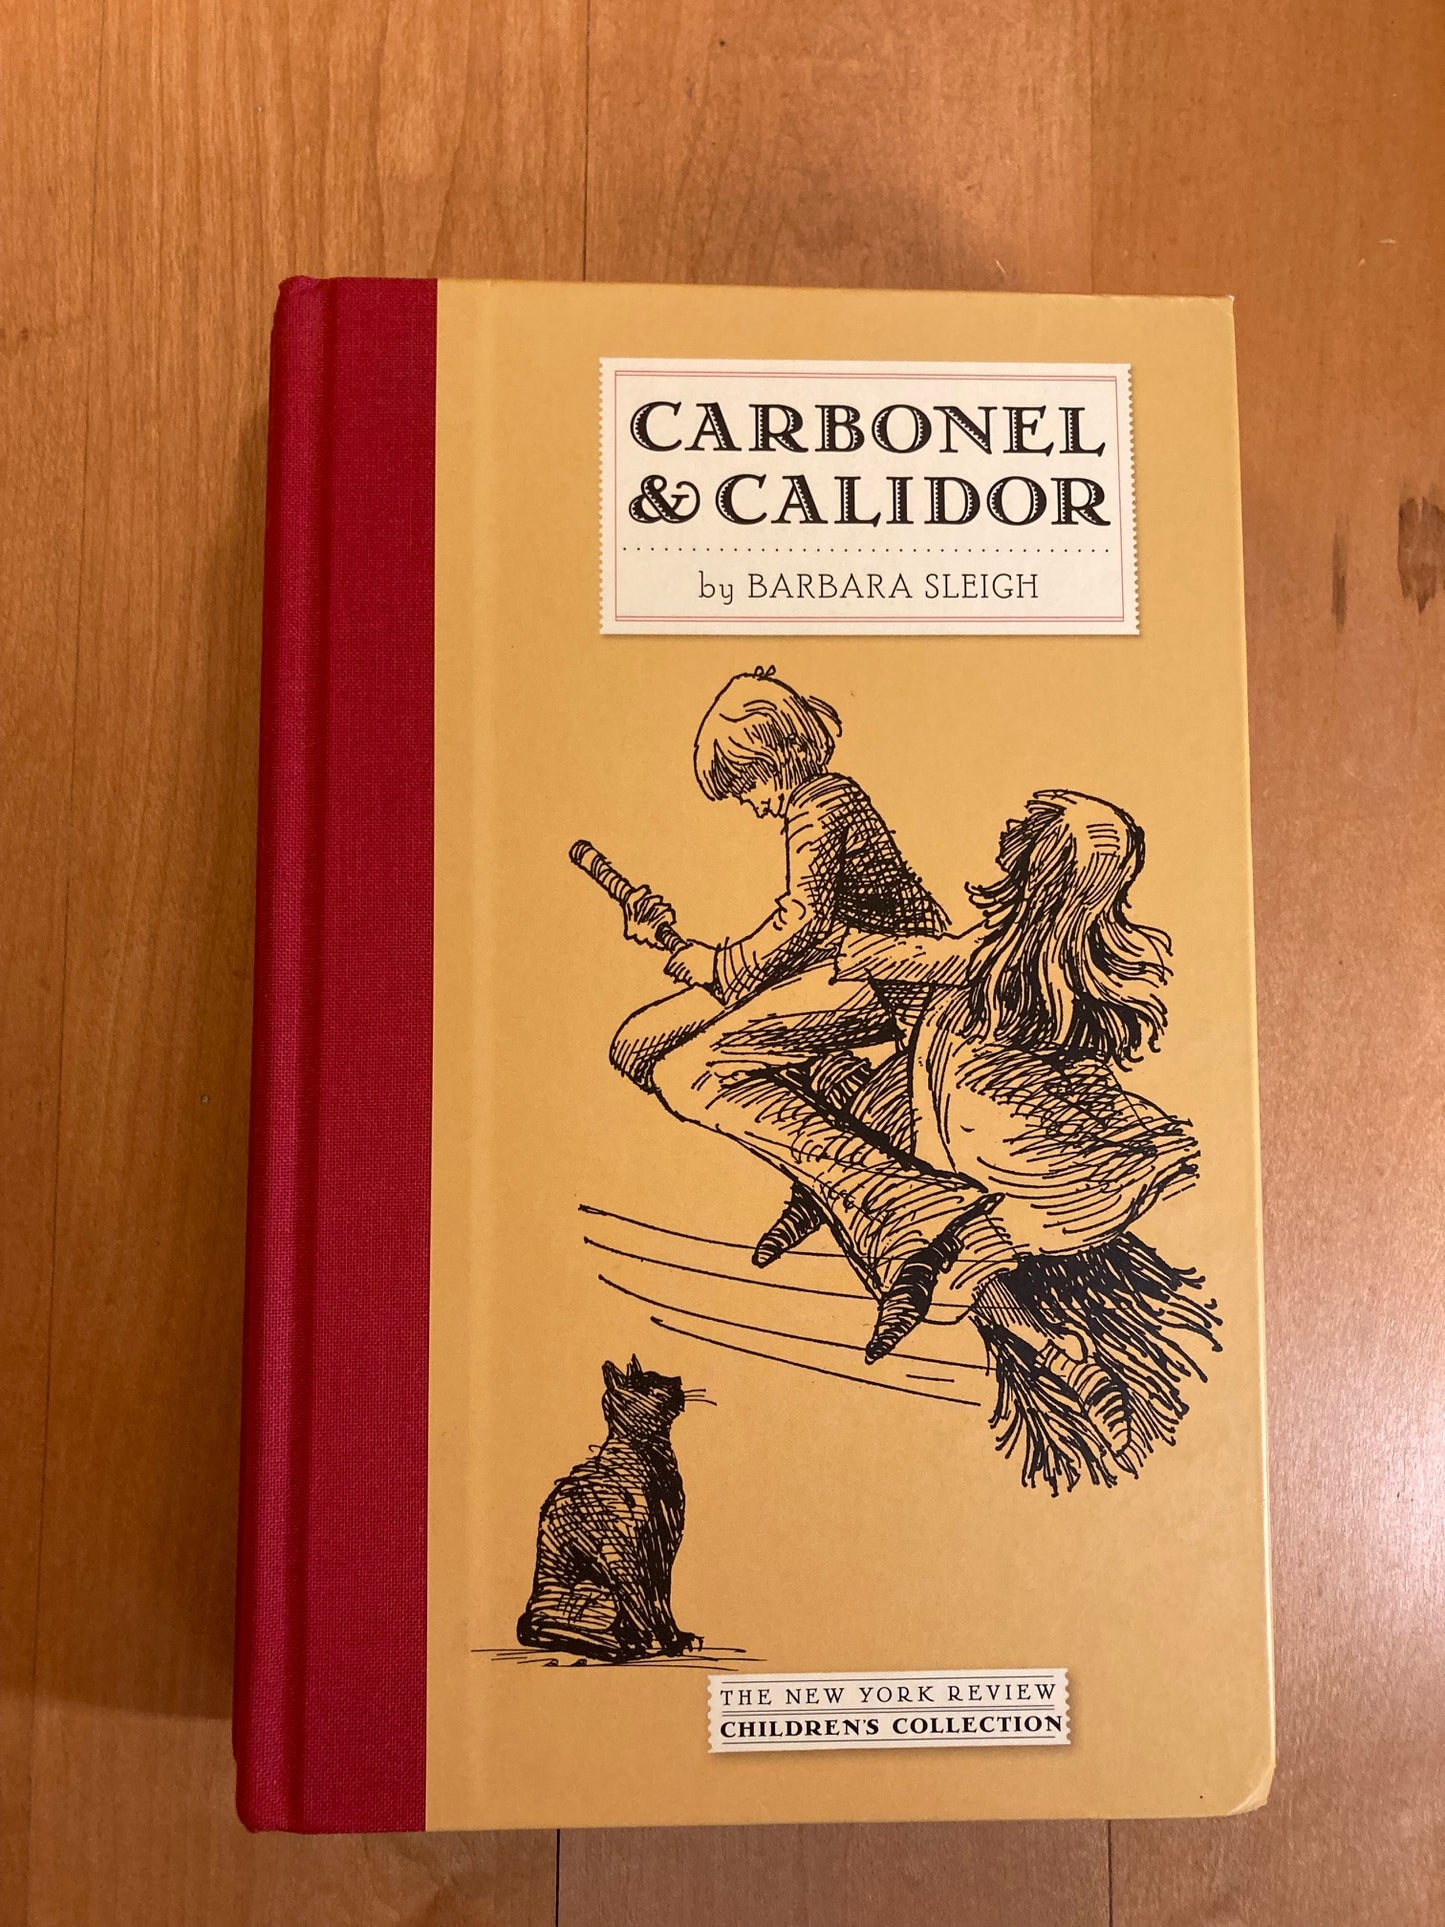 CARBONEL
& CALIDOR
by BARBARA SLEIGH
THE NEW YORK REVIEW
CHILDREN'S COLLECTION